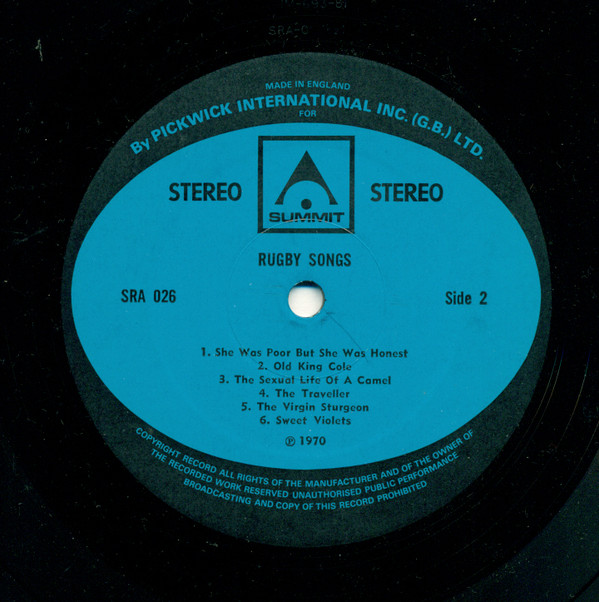 MADE IN ENGLAND
By PICKWICK INTERNATIONAL INC. (G.B.) LTD.
FOR
STEREO
SUMMIT
STEREO
RUGBY SONGS
SRA 026
Side 2
1. She Was Poor But She Was Honest
2. Old King Cole
3. The Sexual Life Of A Camel
4. The Traveller
5. The Virgin Sturgeon
6. Sweet Violets
℗ 1970
COPYRIGHT RECORD ALL RIGHTS OF THE MANUFACTURER AND OF THE OWNER OF
THE RECORDED WORK RESERVED UNAUTHORISED PUBLIC PERFORMANCE
BROADCASTING AND COPY OF THIS RECORD PROHIBITED